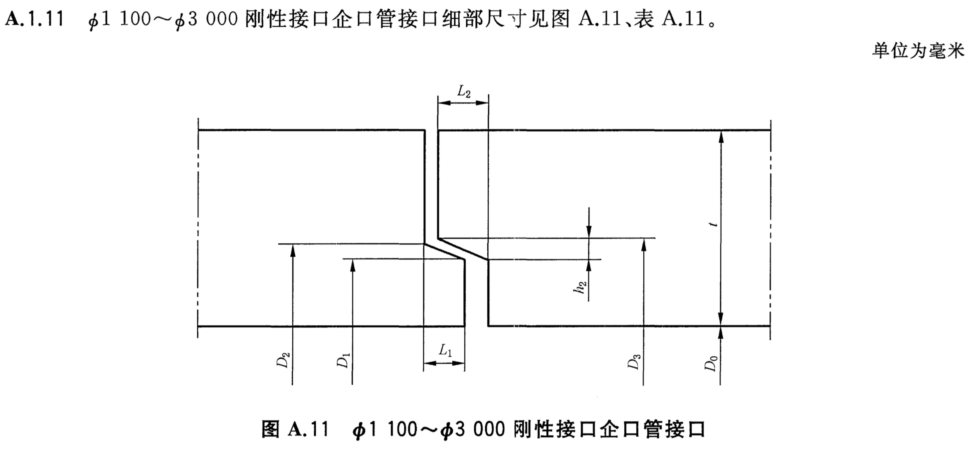 A.1.11 ϕ1 100～ϕ3 000 刚性接口企口管接口细部尺寸见图 A.11、表 A.11。
单位为毫米
L₂
t
h₂
L₁
D₂
D₁
D₃
D₀
图 A.11 ϕ1 100～ϕ3 000 刚性接口企口管接口